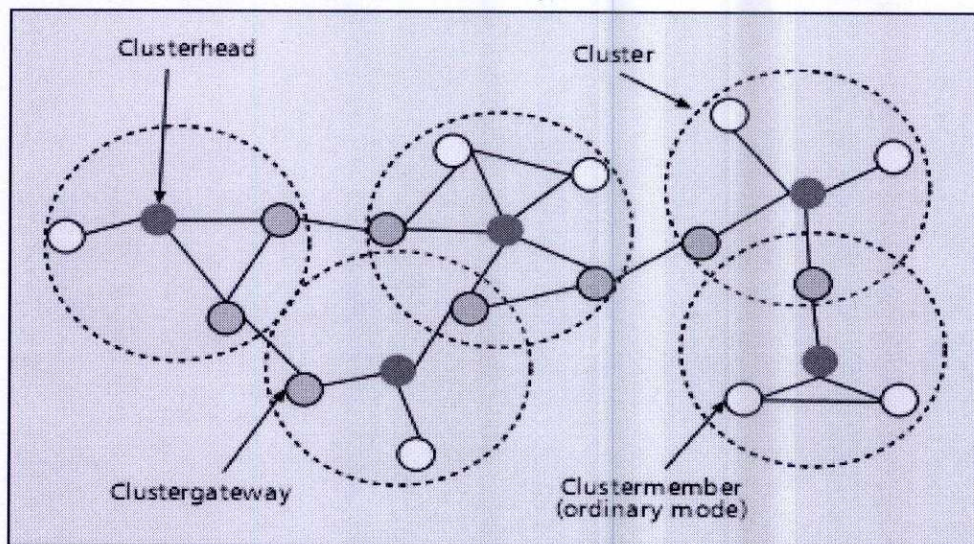 Clusterhead
Cluster
Clustergateway
Clustermember
(ordinary mode)